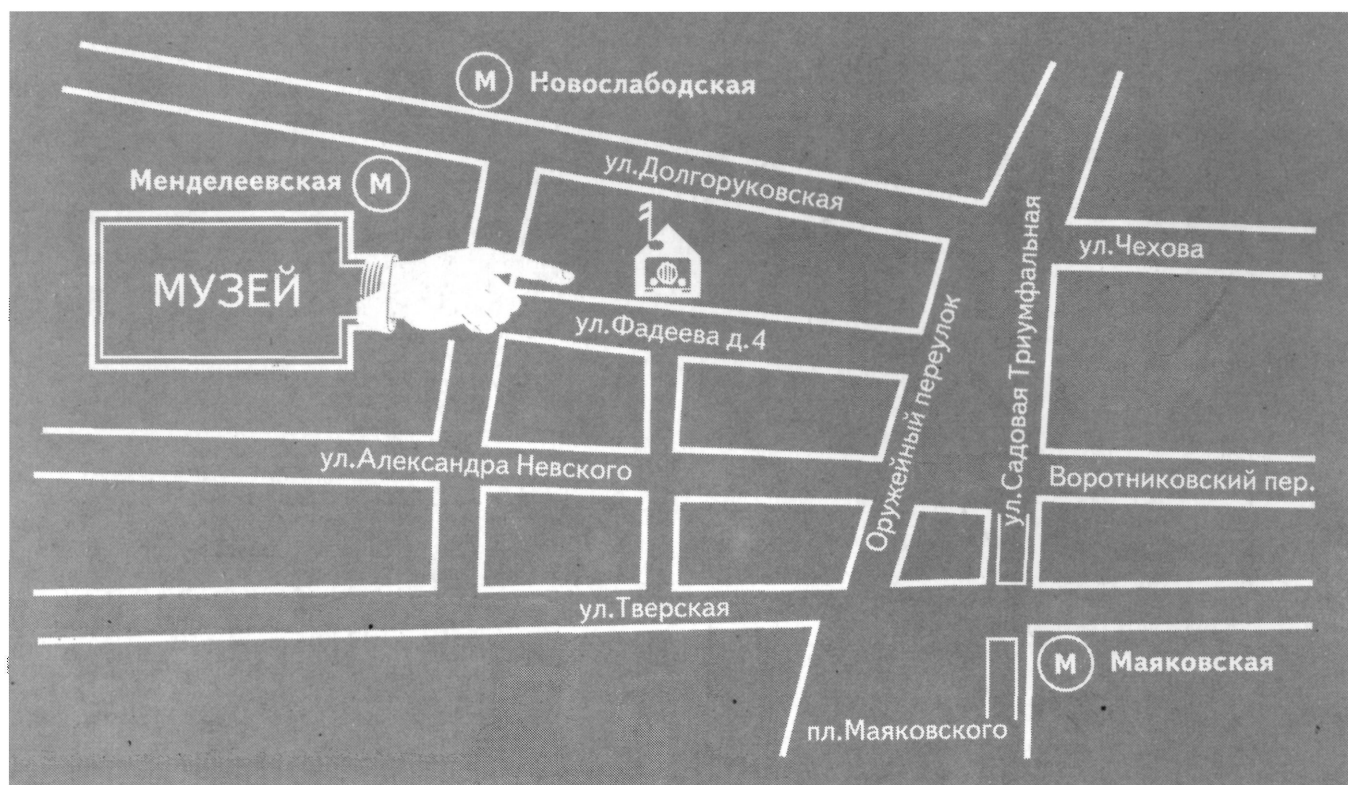 М Новослабодская
ул.Долгоруковская
Менделеевская М
МУЗЕЙ
ул.Чехова
ул.Фадеева д.4
ул.Садовая Триумфальная
Оружейный переулок
ул.Александра Невского
Воротниковский пер.
ул.Тверская
М Маяковская
пл.Маяковского